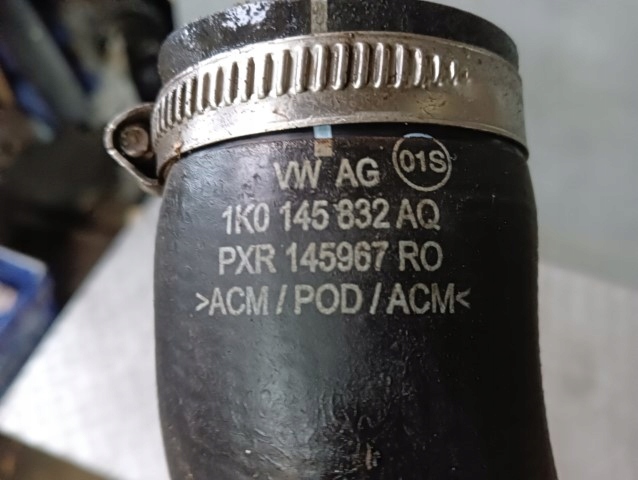 VW AG 01S
1K0 145 832 AQ
PXR 145967 RO
>ACM / POD / ACM<